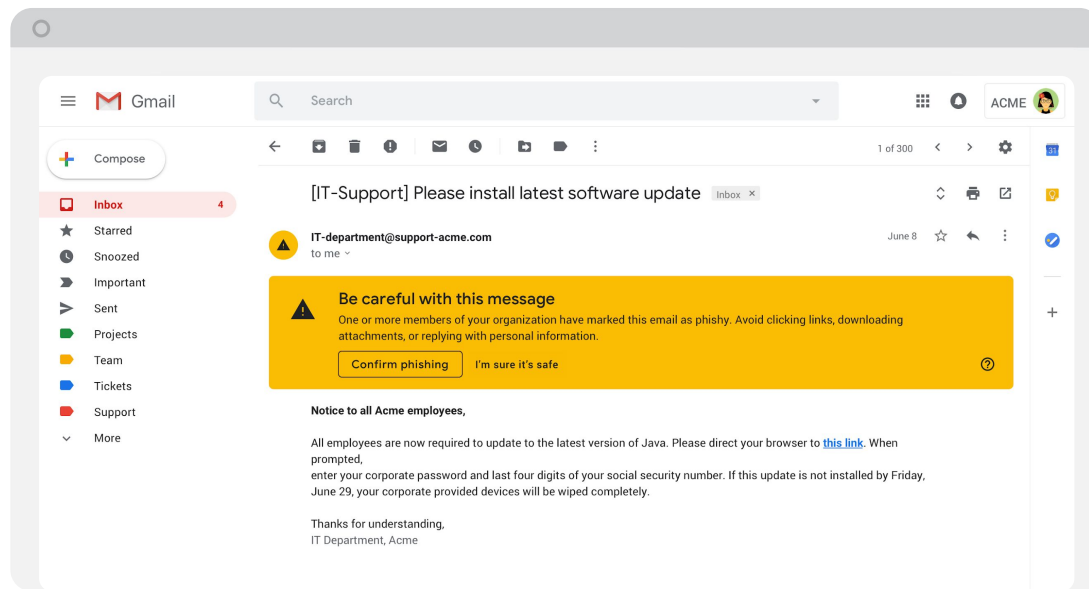 Gmail
Search
ACME
Compose
1 of 300
31
Inbox 4
Starred
Snoozed
Important
Sent
Projects
Team
Tickets
Support
More
[IT-Support] Please install latest software update Inbox ×
IT-department@support-acme.com June 8
to me
Be careful with this message
One or more members of your organization have marked this email as phishy. Avoid clicking links, downloading
attachments, or replying with personal information.
Confirm phishing I'm sure it's safe
Notice to all Acme employees,
All employees are now required to update to the latest version of Java. Please direct your browser to this link. When
prompted,
enter your corporate password and last four digits of your social security number. If this update is not installed by Friday,
June 29, your corporate provided devices will be wiped completely.
Thanks for understanding,
IT Department, Acme